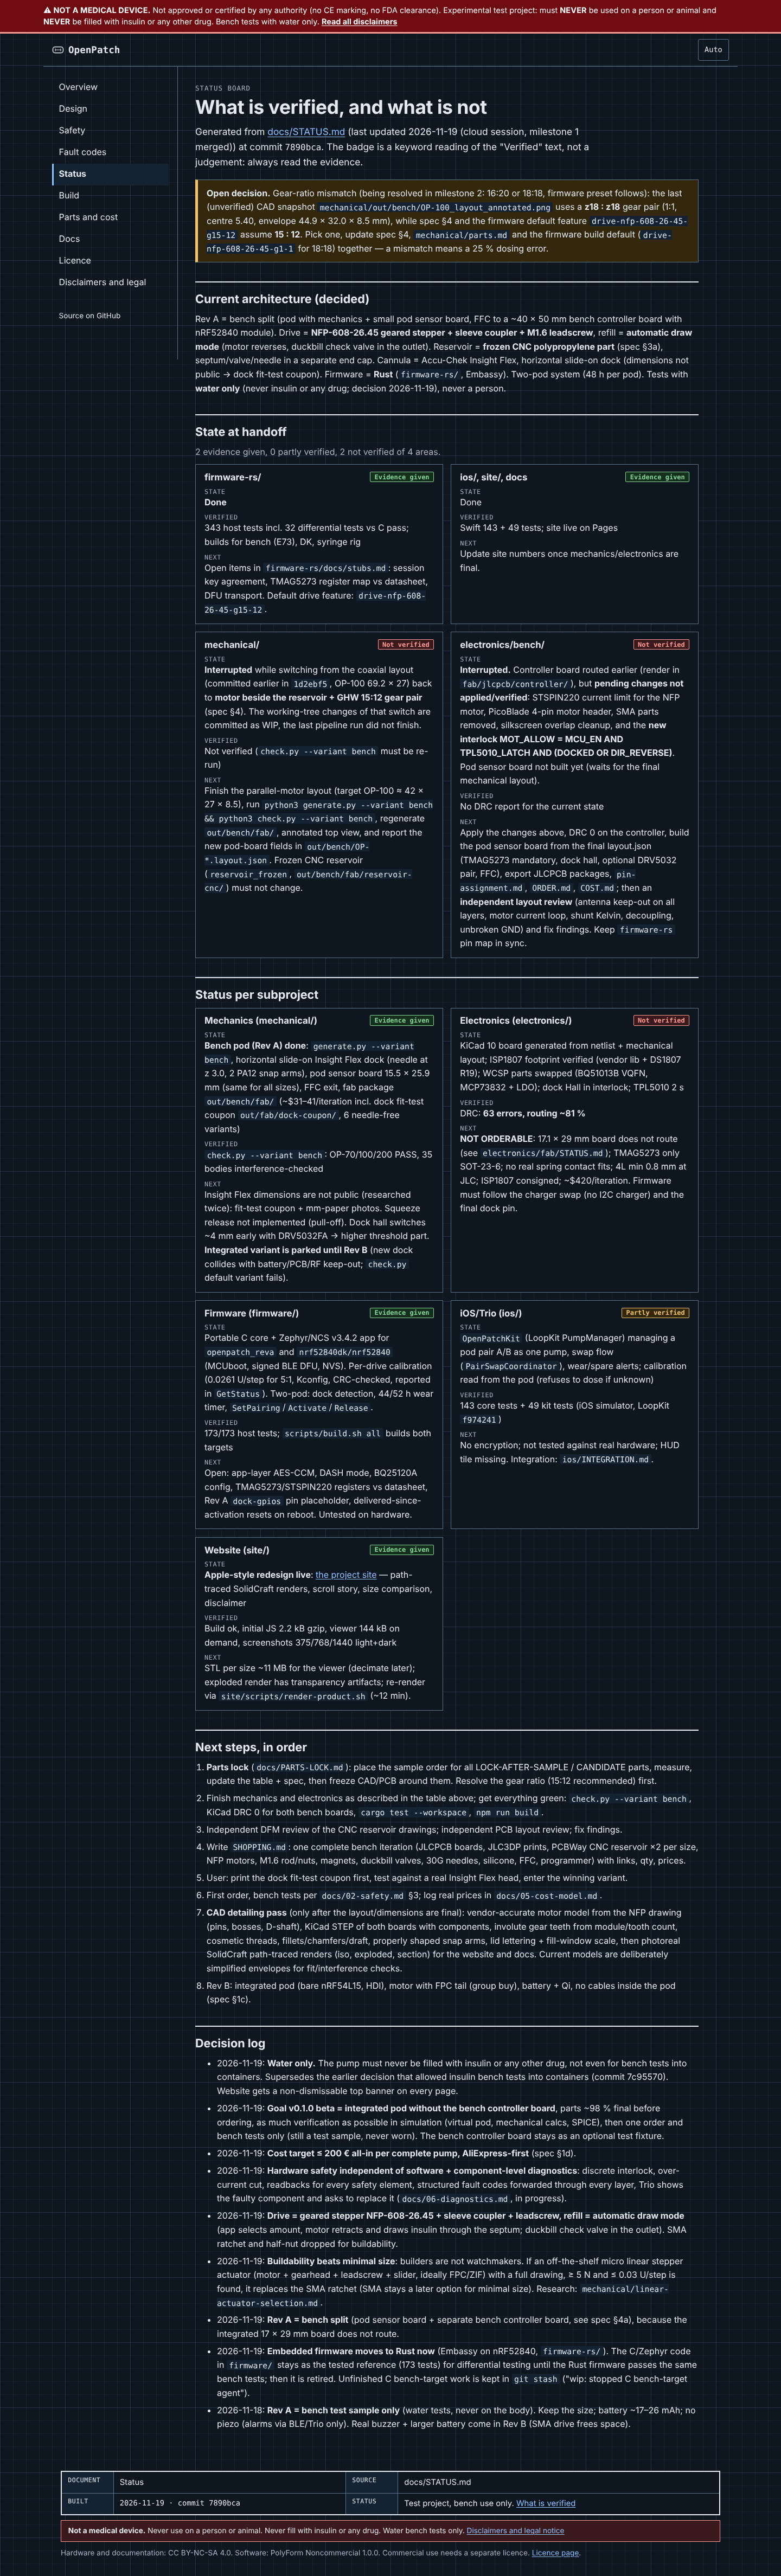 ⚠ NOT A MEDICAL DEVICE. Not approved or certified by any authority (no CE marking, no FDA clearance). Experimental test project: must NEVER be used on a person or animal and
NEVER be filled with insulin or any other drug. Bench tests with water only. Read all disclaimers
OpenPatch
Auto
Overview
Design
Safety
Fault codes
Status
Build
Parts and cost
Docs
Licence
Disclaimers and legal
Source on GitHub
STATUS BOARD
What is verified, and what is not
Generated from docs/STATUS.md (last updated 2026-11-19 (cloud session, milestone 1
merged)) at commit 7890bca. The badge is a keyword reading of the "Verified" text, not a
judgement: always read the evidence.
Open decision. Gear-ratio mismatch (being resolved in milestone 2: 16:20 or 18:18, firmware preset follows): the last
(unverified) CAD snapshot mechanical/out/bench/OP-100_layout_annotated.png uses a z18 : z18 gear pair (1:1,
centre 5.40, envelope 44.9 × 32.0 × 8.5 mm), while spec §4 and the firmware default feature drive-nfp-608-26-45-
g15-12 assume 15 : 12. Pick one, update spec §4, mechanical/parts.md and the firmware build default (drive-
nfp-608-26-45-g1-1 for 18:18) together — a mismatch means a 25 % dosing error.
Current architecture (decided)
Rev A = bench split (pod with mechanics + small pod sensor board, FFC to a ~40 × 50 mm bench controller board with
nRF52840 module). Drive = NFP-608-26.45 geared stepper + sleeve coupler + M1.6 leadscrew, refill = automatic draw
mode (motor reverses, duckbill check valve in the outlet). Reservoir = frozen CNC polypropylene part (spec §3a),
septum/valve/needle in a separate end cap. Cannula = Accu-Chek Insight Flex, horizontal slide-on dock (dimensions not
public → dock fit-test coupon). Firmware = Rust (firmware-rs/, Embassy). Two-pod system (48 h per pod). Tests with
water only (never insulin or any drug; decision 2026-11-19), never a person.
State at handoff
2 evidence given, 0 partly verified, 2 not verified of 4 areas.
firmware-rs/
Evidence given
STATE
Done
VERIFIED
343 host tests incl. 32 differential tests vs C pass;
builds for bench (E73), DK, syringe rig
NEXT
Open items in firmware-rs/docs/stubs.md: session
key agreement, TMAG5273 register map vs datasheet,
DFU transport. Default drive feature: drive-nfp-608-
26-45-g15-12.
ios/, site/, docs
Evidence given
STATE
Done
VERIFIED
Swift 143 + 49 tests; site live on Pages
NEXT
Update site numbers once mechanics/electronics are
final.
mechanical/
Not verified
STATE
Interrupted while switching from the coaxial layout
(committed earlier in 1d2ebf5, OP-100 69.2 × 27) back
to motor beside the reservoir + GHW 15:12 gear pair
(spec §4). The working-tree changes of that switch are
committed as WIP, the last pipeline run did not finish.
VERIFIED
Not verified (check.py --variant bench must be re-
run)
NEXT
Finish the parallel-motor layout (target OP-100 ≈ 42 ×
27 × 8.5), run python3 generate.py --variant bench
&& python3 check.py --variant bench, regenerate
out/bench/fab/, annotated top view, and report the
new pod-board fields in out/bench/OP-
*.layout.json. Frozen CNC reservoir
(reservoir_frozen, out/bench/fab/reservoir-
cnc/) must not change.
electronics/bench/
Not verified
STATE
Interrupted. Controller board routed earlier (render in
fab/jlcpcb/controller/), but pending changes not
applied/verified: STSPIN220 current limit for the NFP
motor, PicoBlade 4-pin motor header, SMA parts
removed, silkscreen overlap cleanup, and the new
interlock MOT_ALLOW = MCU_EN AND
TPL5010_LATCH AND (DOCKED OR DIR_REVERSE).
Pod sensor board not built yet (waits for the final
mechanical layout).
VERIFIED
No DRC report for the current state
NEXT
Apply the changes above, DRC 0 on the controller, build
the pod sensor board from the final layout.json
(TMAG5273 mandatory, dock hall, optional DRV5032
pair, FFC), export JLCPCB packages, pin-
assignment.md, ORDER.md, COST.md; then an
independent layout review (antenna keep-out on all
layers, motor current loop, shunt Kelvin, decoupling,
unbroken GND) and fix findings. Keep firmware-rs
pin map in sync.
Status per subproject
Mechanics (mechanical/)
Evidence given
STATE
Bench pod (Rev A) done: generate.py --variant
bench, horizontal slide-on Insight Flex dock (needle at
z 3.0, 2 PA12 snap arms), pod sensor board 15.5 × 25.9
mm (same for all sizes), FFC exit, fab package
out/bench/fab/ (~$31–41/iteration incl. dock fit-test
coupon out/fab/dock-coupon/, 6 needle-free
variants)
VERIFIED
check.py --variant bench: OP-70/100/200 PASS, 35
bodies interference-checked
NEXT
Insight Flex dimensions are not public (researched
twice): fit-test coupon + mm-paper photos. Squeeze
release not implemented (pull-off). Dock hall switches
~4 mm early with DRV5032FA → higher threshold part.
Integrated variant is parked until Rev B (new dock
collides with battery/PCB/RF keep-out; check.py
default variant fails).
Electronics (electronics/)
Not verified
STATE
KiCad 10 board generated from netlist + mechanical
layout; ISP1807 footprint verified (vendor lib + DS1807
R19); WCSP parts swapped (BQ51013B VQFN,
MCP73832 + LDO); dock Hall in interlock; TPL5010 2 s
VERIFIED
DRC: 63 errors, routing ~81 %
NEXT
NOT ORDERABLE: 17.1 × 29 mm board does not route
(see electronics/fab/STATUS.md); TMAG5273 only
SOT-23-6; no real spring contact fits; 4L min 0.8 mm at
JLC; ISP1807 consigned; ~$420/iteration. Firmware
must follow the charger swap (no I2C charger) and the
final dock pin.
Firmware (firmware/)
Evidence given
STATE
Portable C core + Zephyr/NCS v3.4.2 app for
openpatch_reva and nrf52840dk/nrf52840
(MCUboot, signed BLE DFU, NVS). Per-drive calibration
(0.0261 U/step for 5:1, Kconfig, CRC-checked, reported
in GetStatus). Two-pod: dock detection, 44/52 h wear
timer, SetPairing/Activate/Release.
VERIFIED
173/173 host tests; scripts/build.sh all builds both
targets
NEXT
Open: app-layer AES-CCM, DASH mode, BQ25120A
config, TMAG5273/STSPIN220 registers vs datasheet,
Rev A dock-gpios pin placeholder, delivered-since-
activation resets on reboot. Untested on hardware.
iOS/Trio (ios/)
Partly verified
STATE
OpenPatchKit (LoopKit PumpManager) managing a
pod pair A/B as one pump, swap flow
(PairSwapCoordinator), wear/spare alerts; calibration
read from the pod (refuses to dose if unknown)
VERIFIED
143 core tests + 49 kit tests (iOS simulator, LoopKit
f974241)
NEXT
No encryption; not tested against real hardware; HUD
tile missing. Integration: ios/INTEGRATION.md.
Website (site/)
Evidence given
STATE
Apple-style redesign live: the project site — path-
traced SolidCraft renders, scroll story, size comparison,
disclaimer
VERIFIED
Build ok, initial JS 2.2 kB gzip, viewer 144 kB on
demand, screenshots 375/768/1440 light+dark
NEXT
STL per size ~11 MB for the viewer (decimate later);
exploded render has transparency artifacts; re-render
via site/scripts/render-product.sh (~12 min).
Next steps, in order
1. Parts lock (docs/PARTS-LOCK.md): place the sample order for all LOCK-AFTER-SAMPLE / CANDIDATE parts, measure,
update the table + spec, then freeze CAD/PCB around them. Resolve the gear ratio (15:12 recommended) first.
2. Finish mechanics and electronics as described in the table above; get everything green: check.py --variant bench,
KiCad DRC 0 for both bench boards, cargo test --workspace, npm run build.
3. Independent DFM review of the CNC reservoir drawings; independent PCB layout review; fix findings.
4. Write SHOPPING.md: one complete bench iteration (JLCPCB boards, JLC3DP prints, PCBWay CNC reservoir ×2 per size,
NFP motors, M1.6 rod/nuts, magnets, duckbill valves, 30G needles, silicone, FFC, programmer) with links, qty, prices.
5. User: print the dock fit-test coupon first, test against a real Insight Flex head, enter the winning variant.
6. First order, bench tests per docs/02-safety.md §3; log real prices in docs/05-cost-model.md.
7. CAD detailing pass (only after the layout/dimensions are final): vendor-accurate motor model from the NFP drawing
(pins, bosses, D-shaft), KiCad STEP of both boards with components, involute gear teeth from module/tooth count,
cosmetic threads, fillets/chamfers/draft, properly shaped snap arms, lid lettering + fill-window scale, then photoreal
SolidCraft path-traced renders (iso, exploded, section) for the website and docs. Current models are deliberately
simplified envelopes for fit/interference checks.
8. Rev B: integrated pod (bare nRF54L15, HDI), motor with FPC tail (group buy), battery + Qi, no cables inside the pod
(spec §1c).
Decision log
• 2026-11-19: Water only. The pump must never be filled with insulin or any other drug, not even for bench tests into
containers. Supersedes the earlier decision that allowed insulin bench tests into containers (commit 7c95570).
Website gets a non-dismissable top banner on every page.
• 2026-11-19: Goal v0.1.0 beta = integrated pod without the bench controller board, parts ~98 % final before
ordering, as much verification as possible in simulation (virtual pod, mechanical calcs, SPICE), then one order and
bench tests only (still a test sample, never worn). The bench controller board stays as an optional test fixture.
• 2026-11-19: Cost target ≤ 200 € all-in per complete pump, AliExpress-first (spec §1d).
• 2026-11-19: Hardware safety independent of software + component-level diagnostics: discrete interlock, over-
current cut, readbacks for every safety element, structured fault codes forwarded through every layer, Trio shows
the faulty component and asks to replace it (docs/06-diagnostics.md, in progress).
• 2026-11-19: Drive = geared stepper NFP-608-26.45 + sleeve coupler + leadscrew, refill = automatic draw mode
(app selects amount, motor retracts and draws insulin through the septum; duckbill check valve in the outlet). SMA
ratchet and half-nut dropped for buildability.
• 2026-11-19: Buildability beats minimal size: builders are not watchmakers. If an off-the-shelf micro linear stepper
actuator (motor + gearhead + leadscrew + slider, ideally FPC/ZIF) with a full drawing, ≥ 5 N and ≤ 0.03 U/step is
found, it replaces the SMA ratchet (SMA stays a later option for minimal size). Research: mechanical/linear-
actuator-selection.md.
• 2026-11-19: Rev A = bench split (pod sensor board + separate bench controller board, see spec §4a), because the
integrated 17 × 29 mm board does not route.
• 2026-11-19: Embedded firmware moves to Rust now (Embassy on nRF52840, firmware-rs/). The C/Zephyr code
in firmware/ stays as the tested reference (173 tests) for differential testing until the Rust firmware passes the same
bench tests; then it is retired. Unfinished C bench-target work is kept in git stash ("wip: stopped C bench-target
agent").
• 2026-11-18: Rev A = bench test sample only (water tests, never on the body). Keep the size; battery ~17–26 mAh; no
piezo (alarms via BLE/Trio only). Real buzzer + larger battery come in Rev B (SMA drive frees space).
DOCUMENT
Status
SOURCE
docs/STATUS.md
BUILT
2026-11-19 · commit 7890bca
STATUS
Test project, bench use only. What is verified
Not a medical device. Never use on a person or animal. Never fill with insulin or any drug. Water bench tests only. Disclaimers and legal notice
Hardware and documentation: CC BY-NC-SA 4.0. Software: PolyForm Noncommercial 1.0.0. Commercial use needs a separate licence. Licence page.